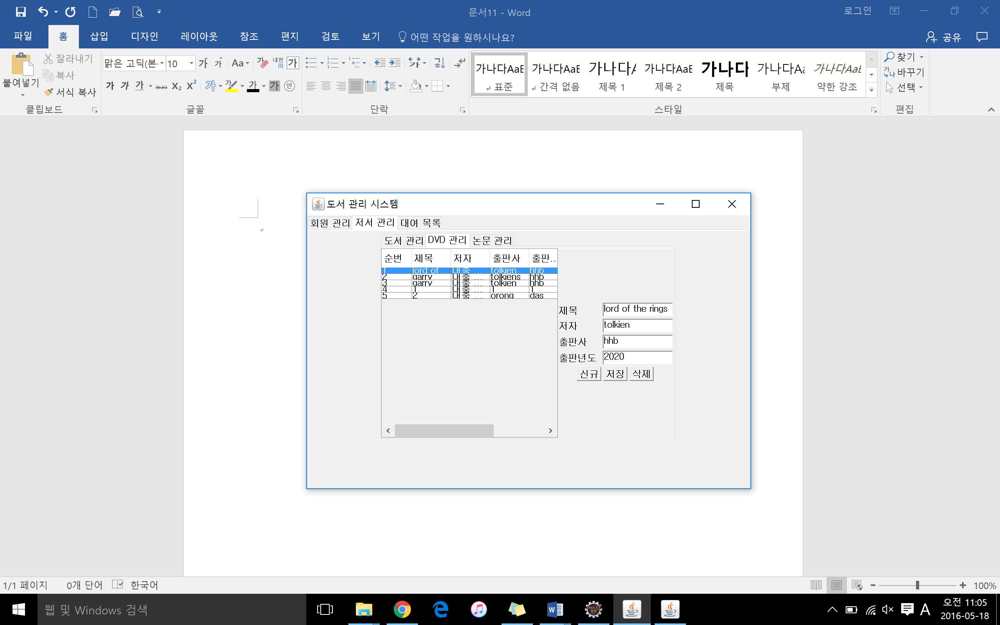 문서11 - Word
로그인
파일 홈 삽입 디자인 레이아웃 참조 편지 검토 보기 어떤 작업을 원하시나요? 공유
붙여넣기
잘라내기
복사
서식 복사
클립보드
맑은 고딕(본 10
가 가 Aa 내천 川 가
가 가 가 가나다 X₂ X² 가 가 가 가 인
글꼴
단락
가나다AaE 가나다AaE 가나다A 가나다AaE 가나다 가나다Aa 가나다AaE
표준 간격 없음 제목 1 제목 2 제목 부제 약한 강조
스타일
찾기
바꾸기
선택
편집
도서 관리 시스템
회원 관리 저서 관리 대여 목록
도서 관리 DVD 관리 논문 관리
순번 제목 저자 출판사 출판..
1 lord of... 대출 ... tolkien hhb
2 garry 대출 ... tolkiens hhb
3 garry 대출 ... tolkien hhb
4 1 대출 ... 1 1
5 2 대출 ... orong das
제목 lord of the rings
저자 tolkien
출판사 hhb
출판년도 2020
신규 저장 삭제
1/1 페이지 0개 단어 한국어 100%
웹 및 Windows 검색
Java EE
IDE
A
오전 11:05
2016-05-18